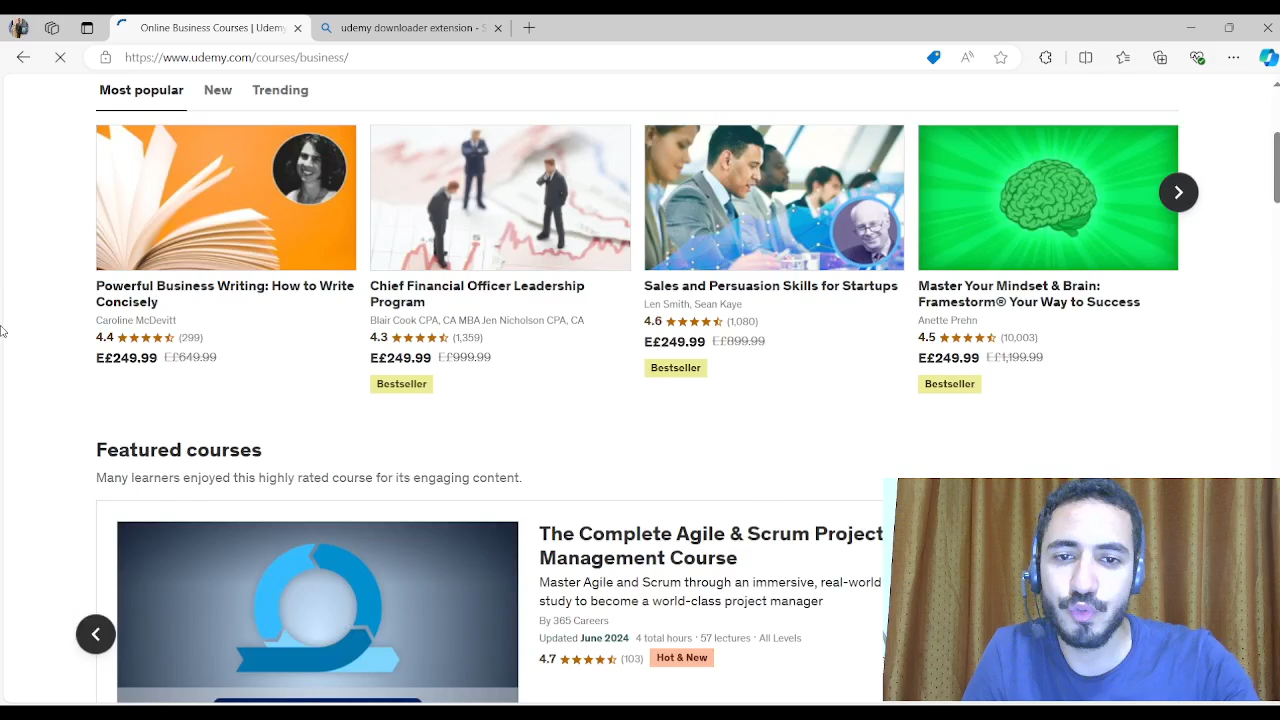 Online Business Courses | Udemy
udemy downloader extension - S
https://www.udemy.com/courses/business/
Most popular
New
Trending
Powerful Business Writing: How to Write
Concisely
Caroline McDevitt
4.4 (299)
E£249.99 E£649.99
Chief Financial Officer Leadership
Program
Blair Cook CPA, CA MBA Jen Nicholson CPA, CA
4.3 (1,359)
E£249.99 E£999.99
Bestseller
Sales and Persuasion Skills for Startups
Len Smith, Sean Kaye
4.6 (1,080)
E£249.99 E£899.99
Bestseller
Master Your Mindset & Brain:
Framestorm® Your Way to Success
Anette Prehn
4.5 (10,003)
E£249.99 E£1,199.99
Bestseller
Featured courses
Many learners enjoyed this highly rated course for its engaging content.
The Complete Agile & Scrum Project
Management Course
Master Agile and Scrum through an immersive, real-world
study to become a world-class project manager
By 365 Careers
Updated June 2024 4 total hours · 57 lectures · All Levels
4.7 (103) Hot & New